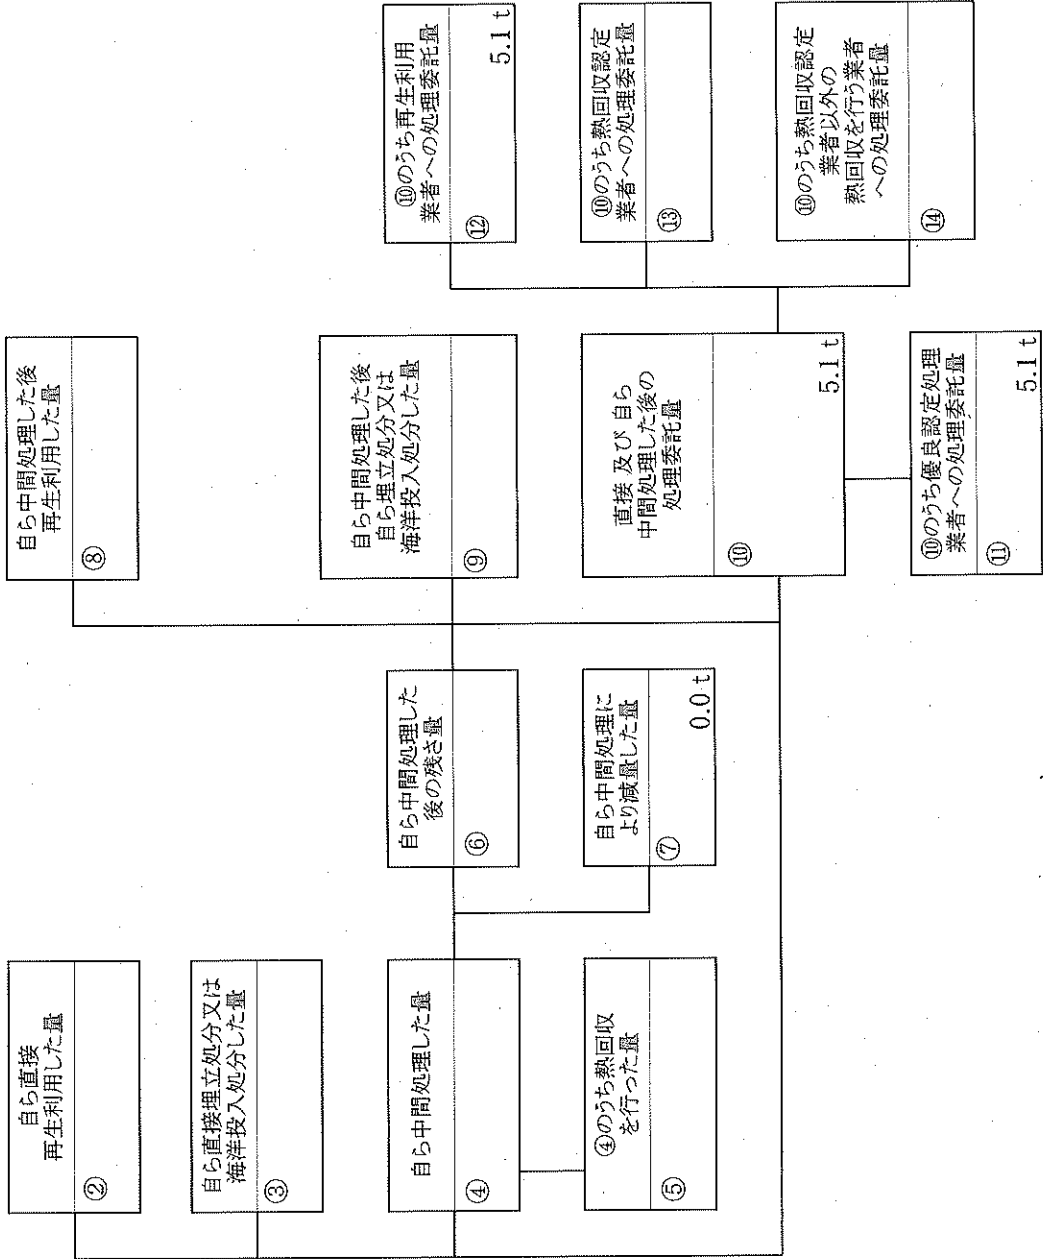 自ら直接
再生利用した量
②
自ら直接埋立処分又は
海洋投入処分した量
③
自ら中間処理した量
④
④のうち熱回収
を行った量
⑤
自ら中間処理した
後の残さ量
⑥
自ら中間処理に
より減量した量
⑦
0.0 t
自ら中間処理した後
再生利用した量
⑧
自ら中間処理した後
自ら埋立処分又は
海洋投入処分した量
⑨
直接 及び 自ら
中間処理した後の
処理委託量
⑩
5.1 t
⑩のうち優良認定処理
業者への処理委託量
⑪
5.1 t
⑩のうち再生利用
業者への処理委託量
⑫
5.1 t
⑩のうち熱回収認定
業者への処理委託量
⑬
⑩のうち熱回収認定
業者以外の
熱回収を行う業者
への処理委託量
⑭